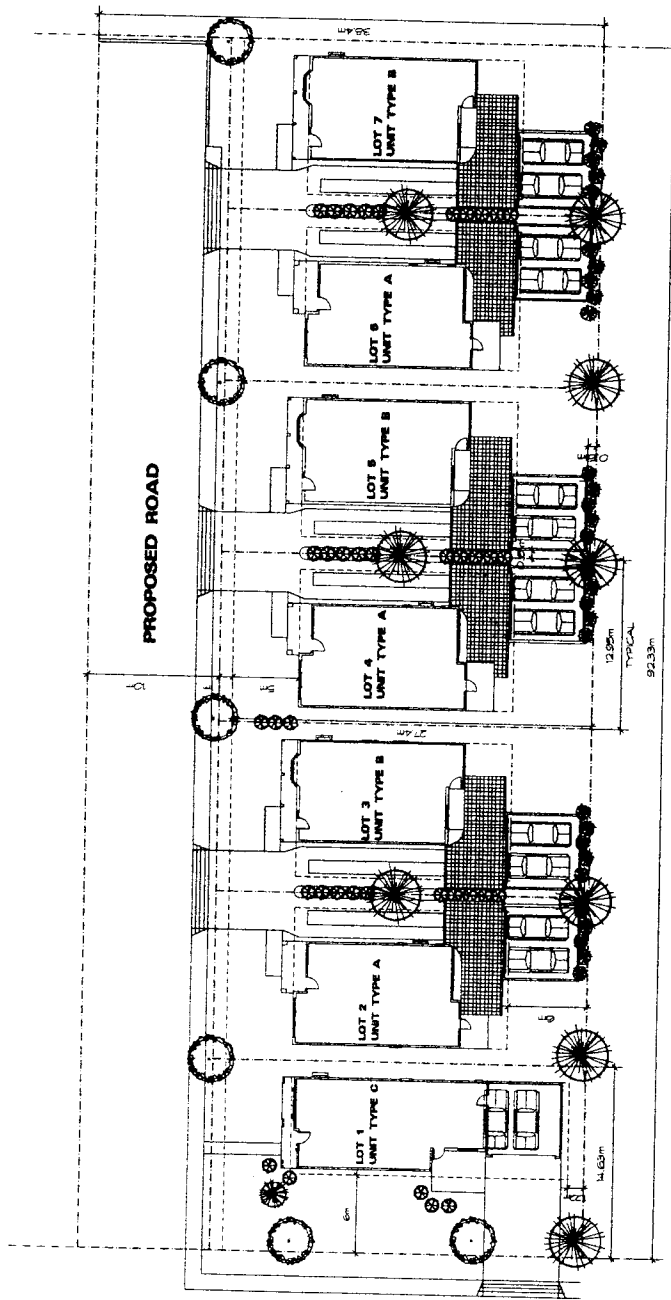 PROPOSED ROAD
38.4m
LOT 7
UNIT TYPE B
LOT 6
UNIT TYPE A
LOT 5
UNIT TYPE B
LOT 4
UNIT TYPE A
LOT 3
UNIT TYPE B
LOT 2
UNIT TYPE A
LOT 1
UNIT TYPE C
27.4m
12.95m
TYPICAL
92.33m
14.63m
6m